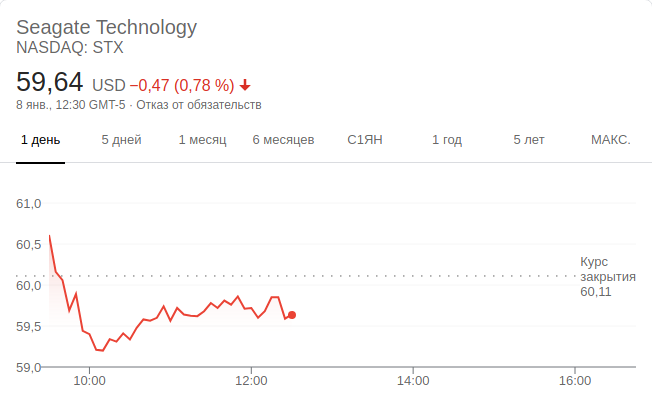 Seagate Technology
NASDAQ: STX
59,64 USD −0,47 (0,78 %)
8 янв., 12:30 GMT-5 · Отказ от обязательств
1 день 5 дней 1 месяц 6 месяцев С1ЯН 1 год 5 лет МАКС.
61,0
60,5
60,0
59,5
59,0
Курс
закрытия
60,11
10:00 12:00 14:00 16:00